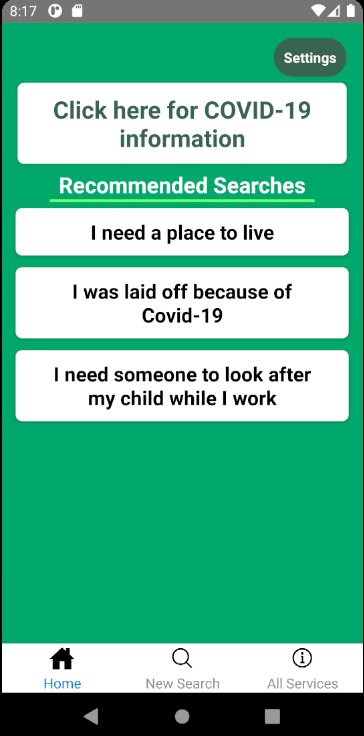 8:17
Settings
Click here for COVID-19
information
Recommended Searches
I need a place to live
I was laid off because of
Covid-19
I need someone to look after
my child while I work
Home
New Search
All Services